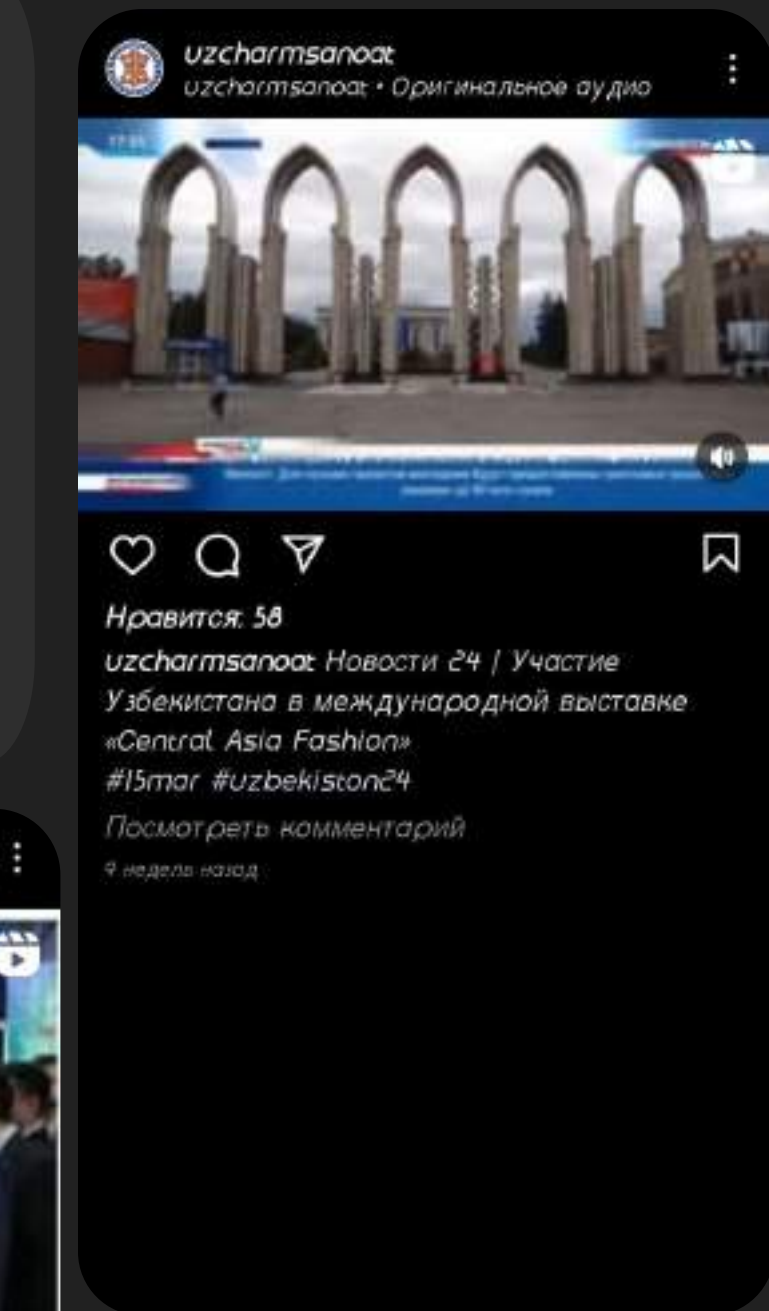 uzcharmsanoat
uzcharmsanoat • Оригинальное аудио
Нравится: 58
uzcharmsanoat Новости 24 | Участие
Узбекистана в международной выставке
«Central Asia Fashion»
#15mar #uzbekiston24
Посмотреть комментарий
9 недель назад